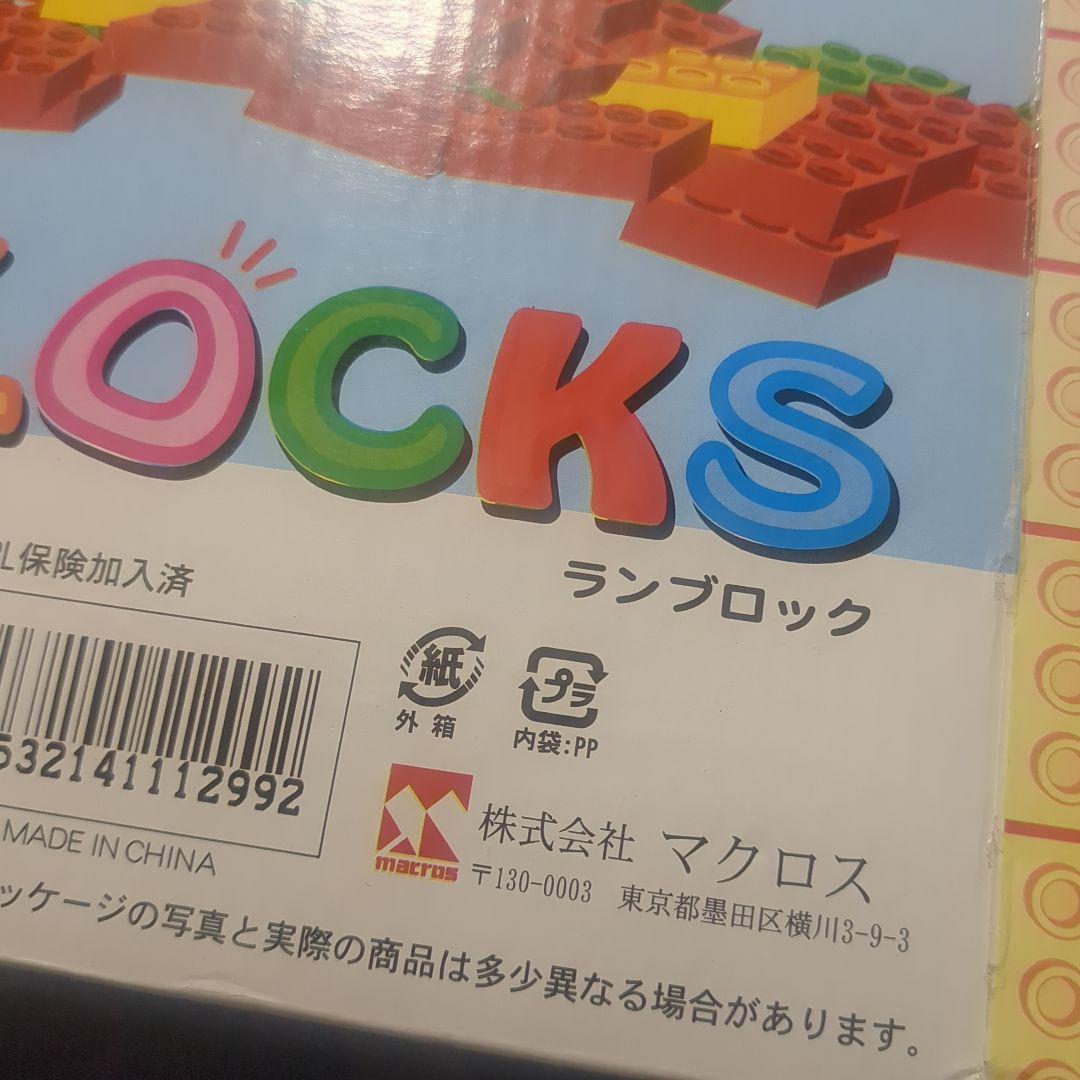 OCKS
ランブロック
PL保険加入済
紙
外箱
プラ
内袋:PP
532141112992
MADE IN CHINA
macros
株式会社 マクロス
〒130-0003 東京都墨田区横川3-9-3
ッケージの写真と実際の商品は多少異なる場合があります。